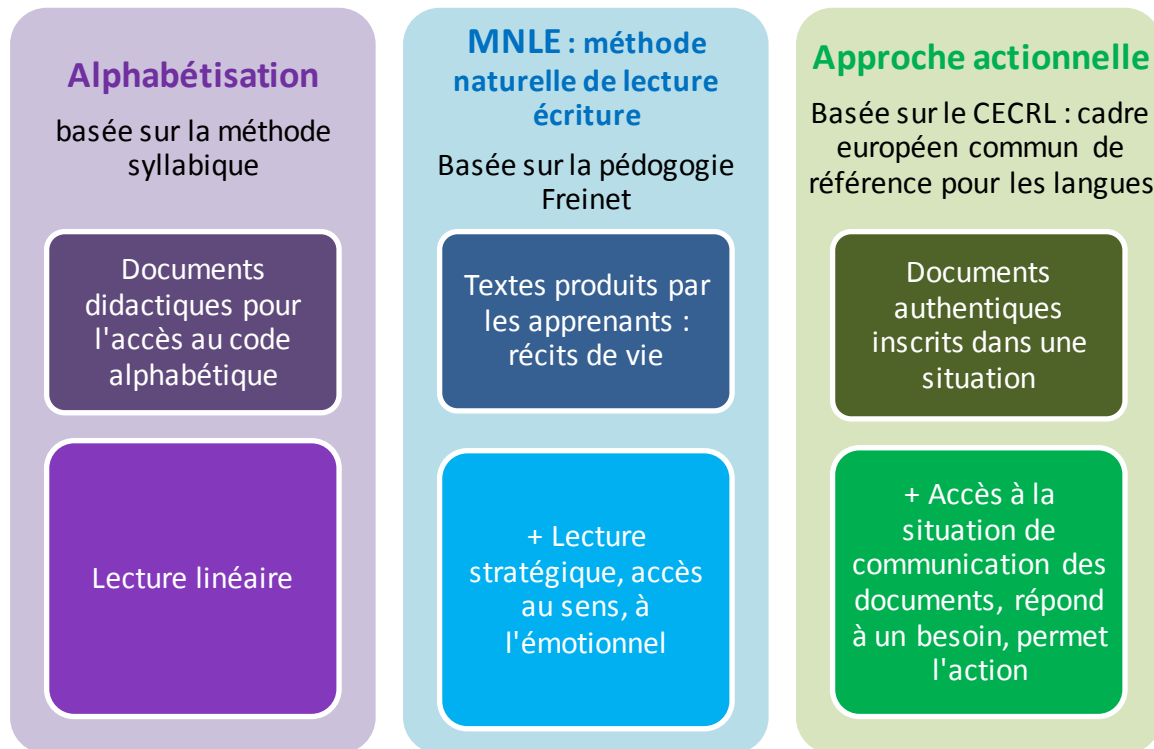 Alphabétisation
basée sur la méthode
syllabique
Documents
didactiques pour
l'accès au code
alphabétique
Lecture linéaire
MNLE : méthode
naturelle de lecture
écriture
Basée sur la pédogogie
Freinet
Textes produits par
les apprenants :
récits de vie
+ Lecture
stratégique, accès
au sens, à
l'émotionnel
Approche actionnelle
Basée sur le CECRL : cadre
européen commun de
référence pour les langues
Documents
authentiques
inscrits dans une
situation
+ Accès à la
situation de
communication des
documents, répond
à un besoin, permet
l'action